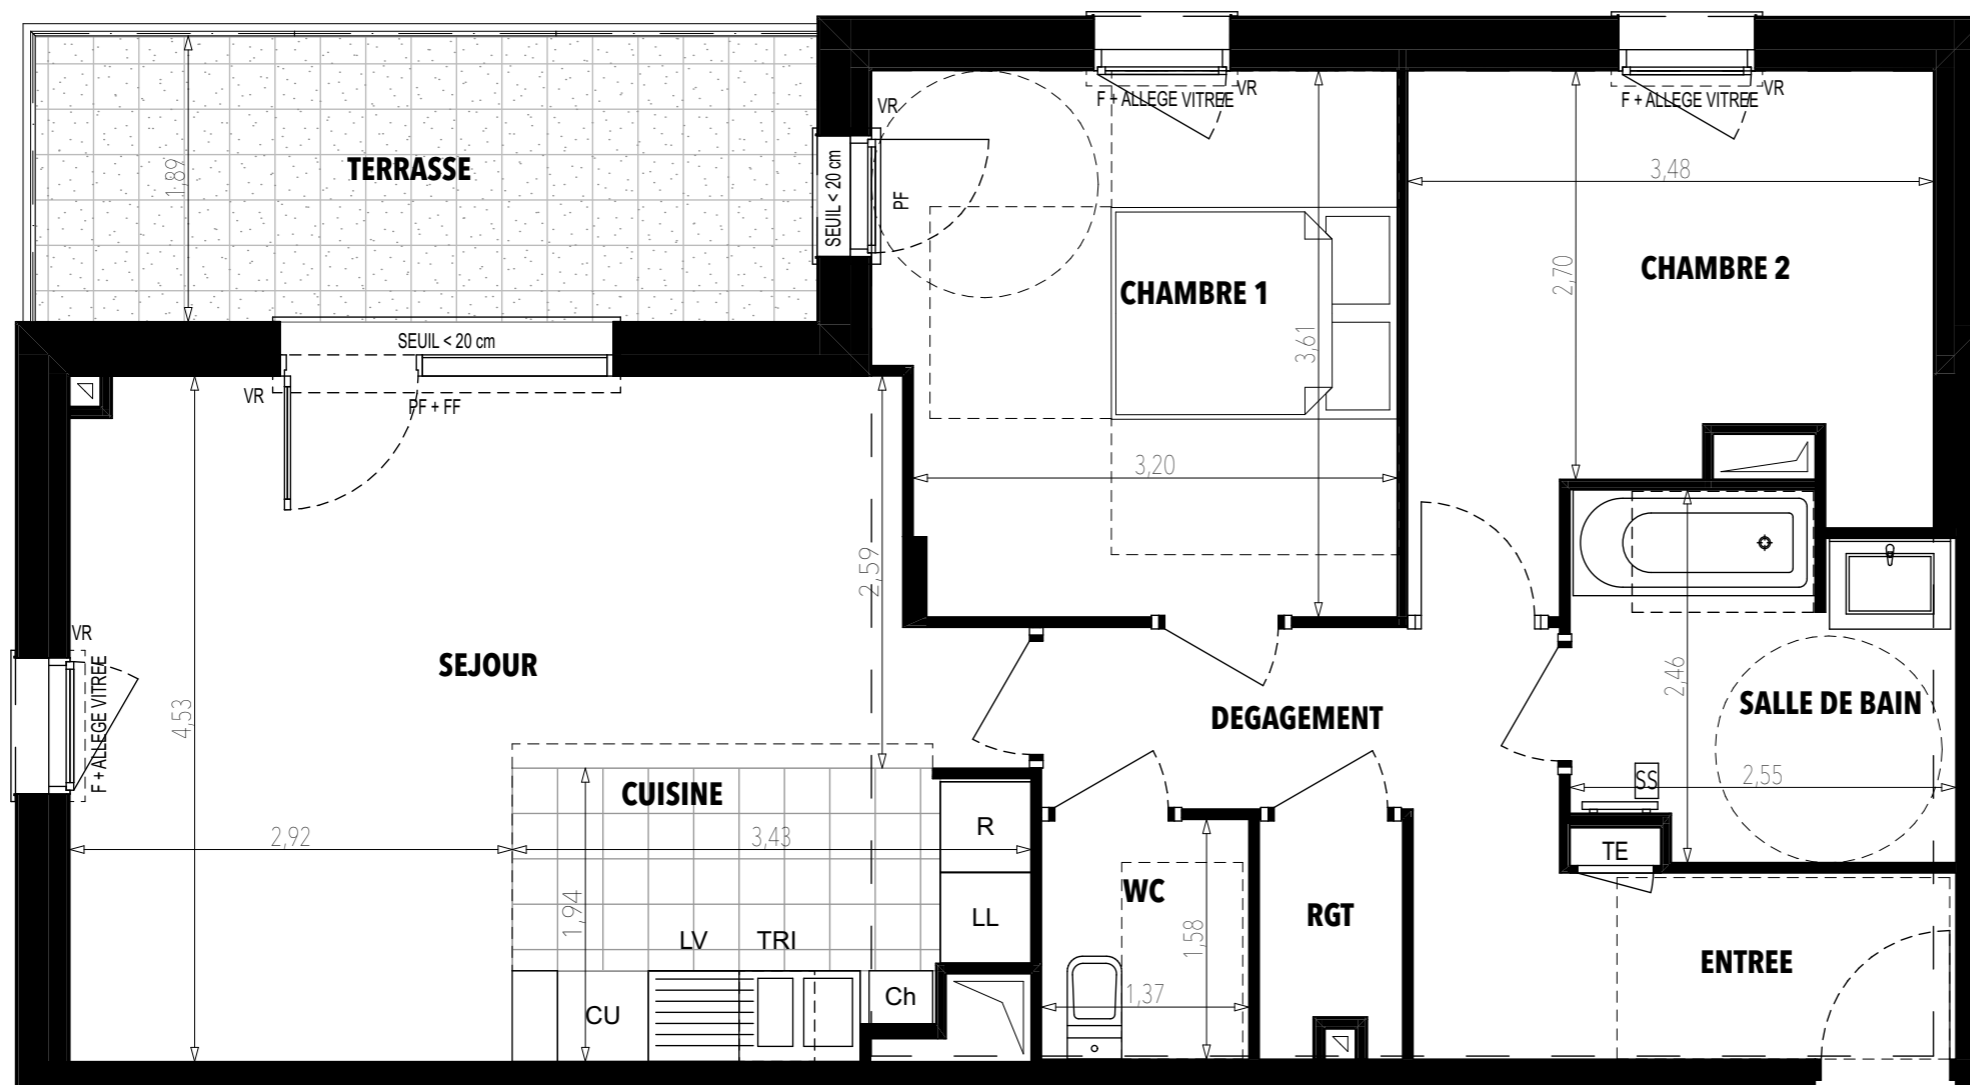 VR
F + ALLEGE VITREE
VR
F + ALLEGE VITREE
VR
TERRASSE
1,89
SEUIL < 20 cm
PF
3,48
CHAMBRE 2
2,70
CHAMBRE 1
3,61
SEUIL < 20 cm
VR
PF + FF
3,20
2,59
VR
F + ALLEGE VITREE
SEJOUR
4,53
DEGAGEMENT
2,46
SALLE DE BAIN
SS
2,55
CUISINE
2,92
3,43
R
TE
1,94
LV
TRI
LL
WC
1,58
RGT
ENTREE
CU
Ch
1,37